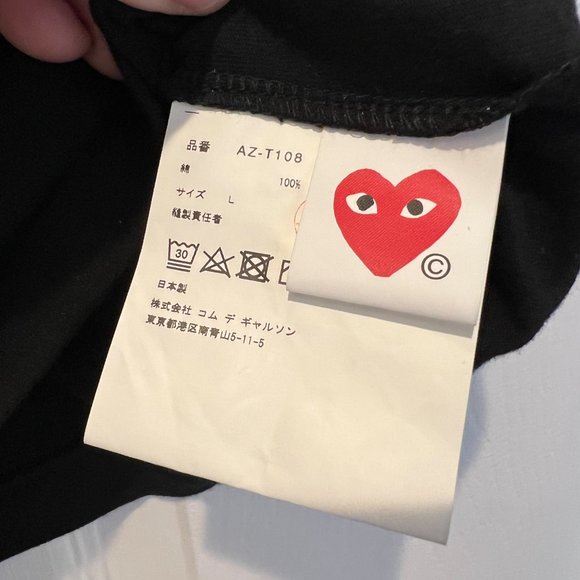 品番 AZ-T108
綿 100%
サイズ L
縫製責任者
30
日本製
株式会社 コム デ ギャルソン
東京都港区南青山5-11-5
©